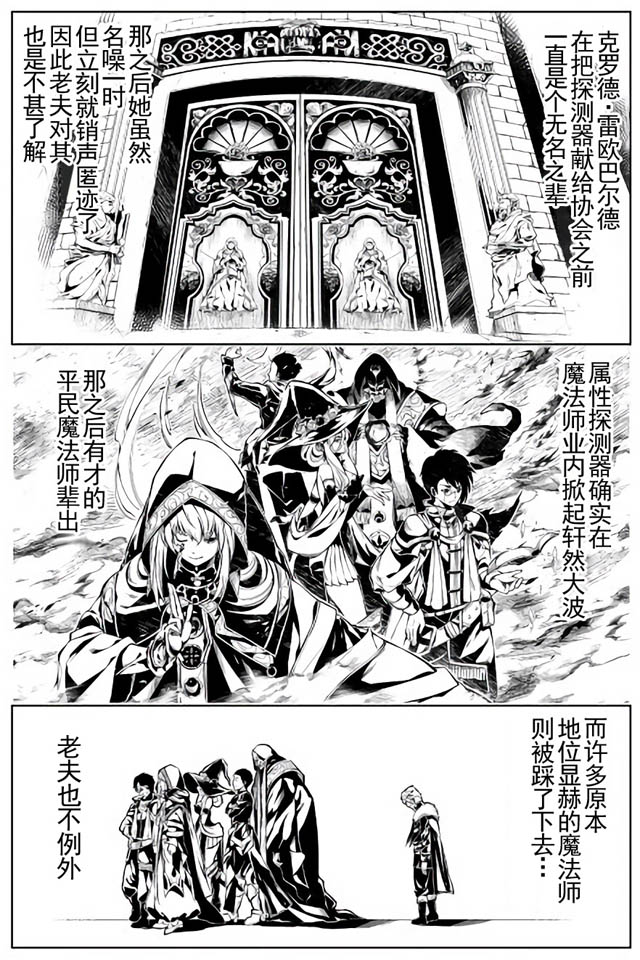 克罗德·雷欧巴尔德
在把探测器献给协会之前
一直是个无名之辈
那之后她虽然
名噪一时
但立刻就销声匿迹了
因此老夫对其
也是不甚了解
属性探测器确实在
魔法师业内掀起轩然大波
那之后有才的
平民魔法师辈出
而许多原本
地位显赫的魔法师
则被踩了下去…
老夫也不例外